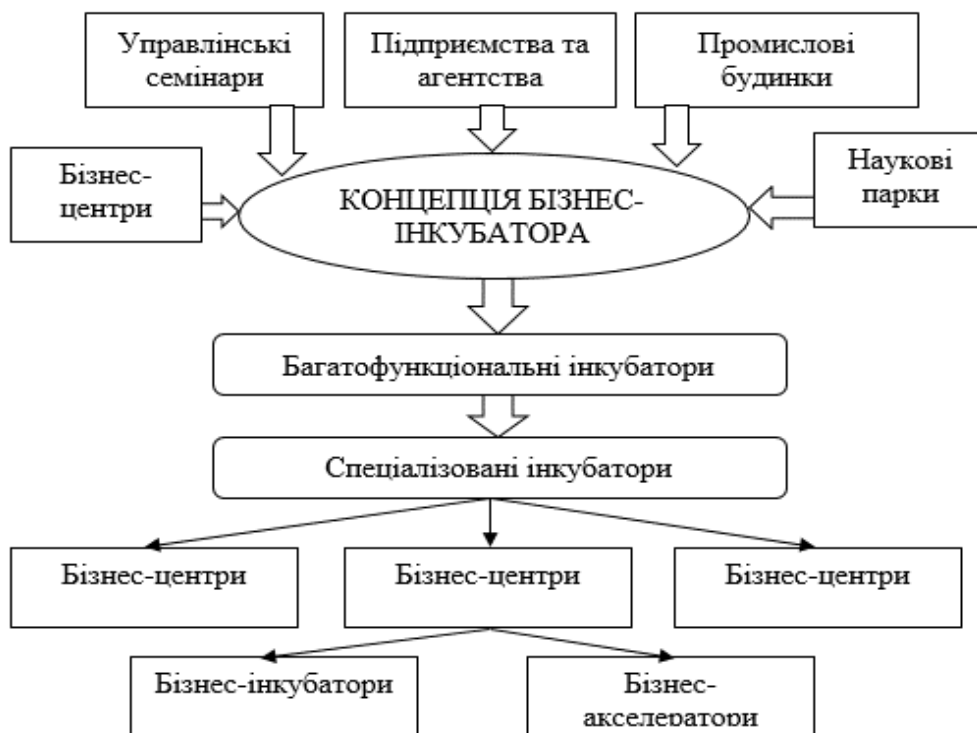 Управлінські
семінари
Підприємства та
агентства
Промислові
будинки
Бізнес-
центри
КОНЦЕПЦІЯ БІЗНЕС-
ІНКУБАТОРА
Наукові
парки
Багатофункціональні інкубатори
Спеціалізовані інкубатори
Бізнес-центри
Бізнес-центри
Бізнес-центри
Бізнес-інкубатори
Бізнес-
акселератори